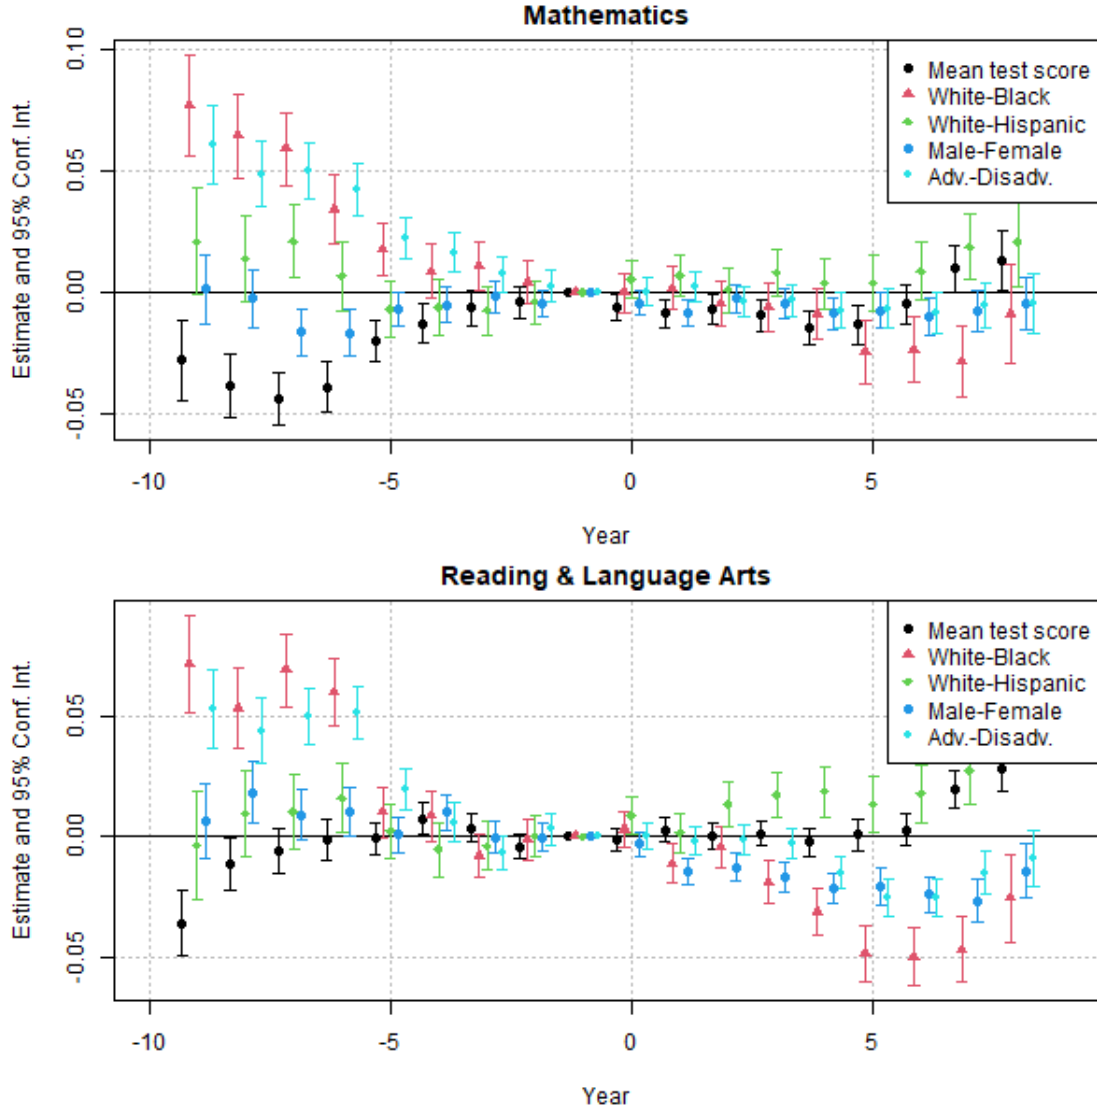 Mathematics
Estimate and 95% Conf. Int.
0.10
0.05
0.00
-0.05
Mean test score
White-Black
White-Hispanic
Male-Female
Adv.-Disadv.
-10
-5
0
5
Year
Reading & Language Arts
Estimate and 95% Conf. Int.
0.05
0.00
-0.05
Mean test score
White-Black
White-Hispanic
Male-Female
Adv.-Disadv.
-10
-5
0
5
Year